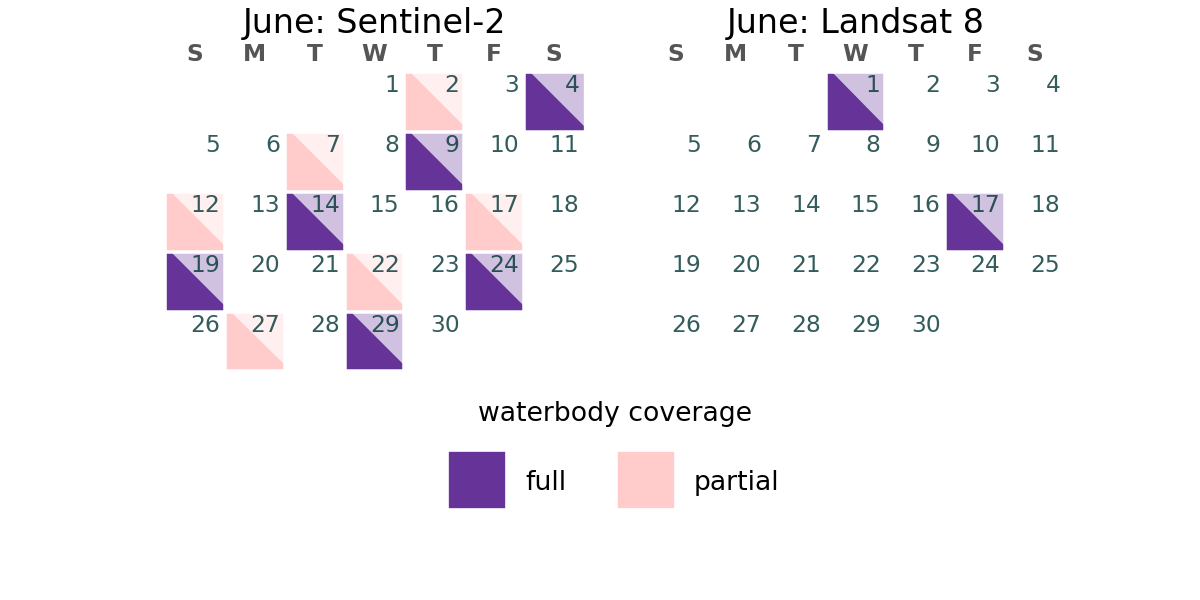 June: Sentinel-2
S M T W T F S
1 2 3 4
5 6 7 8 9 10 11
12 13 14 15 16 17 18
19 20 21 22 23 24 25
26 27 28 29 30
June: Landsat 8
S M T W T F S
1 2 3 4
5 6 7 8 9 10 11
12 13 14 15 16 17 18
19 20 21 22 23 24 25
26 27 28 29 30
waterbody coverage
full partial